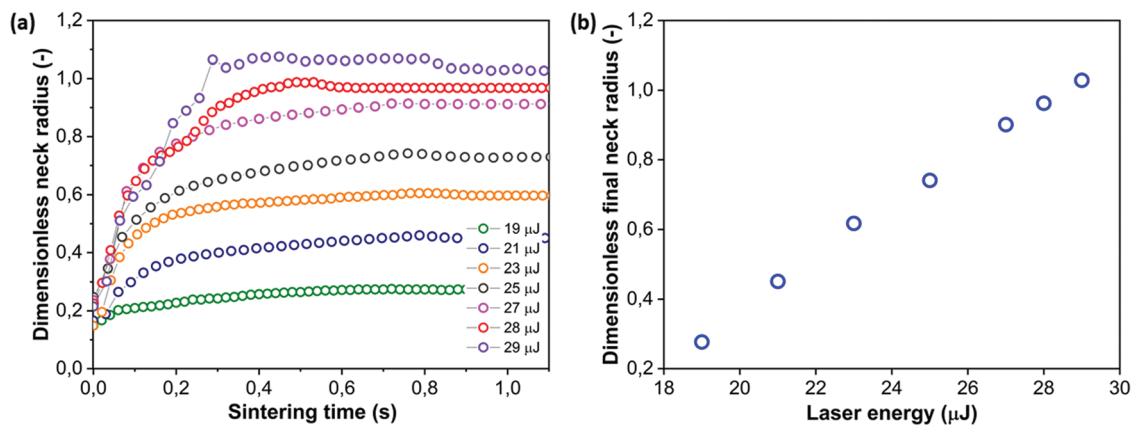 (a)
Dimensionless neck radius (-)
1,2
1,0
0,8
0,6
0,4
0,2
0,0
0,0 0,2 0,4 0,6 0,8 1,0
Sintering time (s)
19 μJ
21 μJ
23 μJ
25 μJ
27 μJ
28 μJ
29 μJ
(b)
Dimensionless final neck radius (-)
1,2
1,0
0,8
0,6
0,4
0,2
18 20 22 24 26 28 30
Laser energy (μJ)